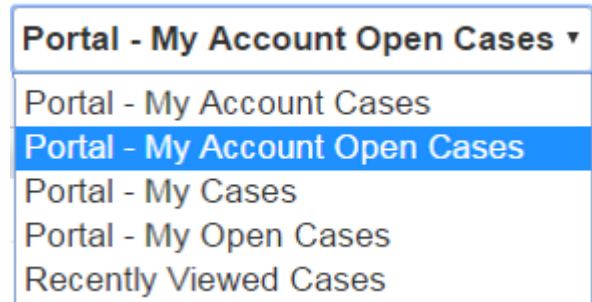 Portal - My Account Open Cases ▾
Portal - My Account Cases
Portal - My Account Open Cases
Portal - My Cases
Portal - My Open Cases
Recently Viewed Cases